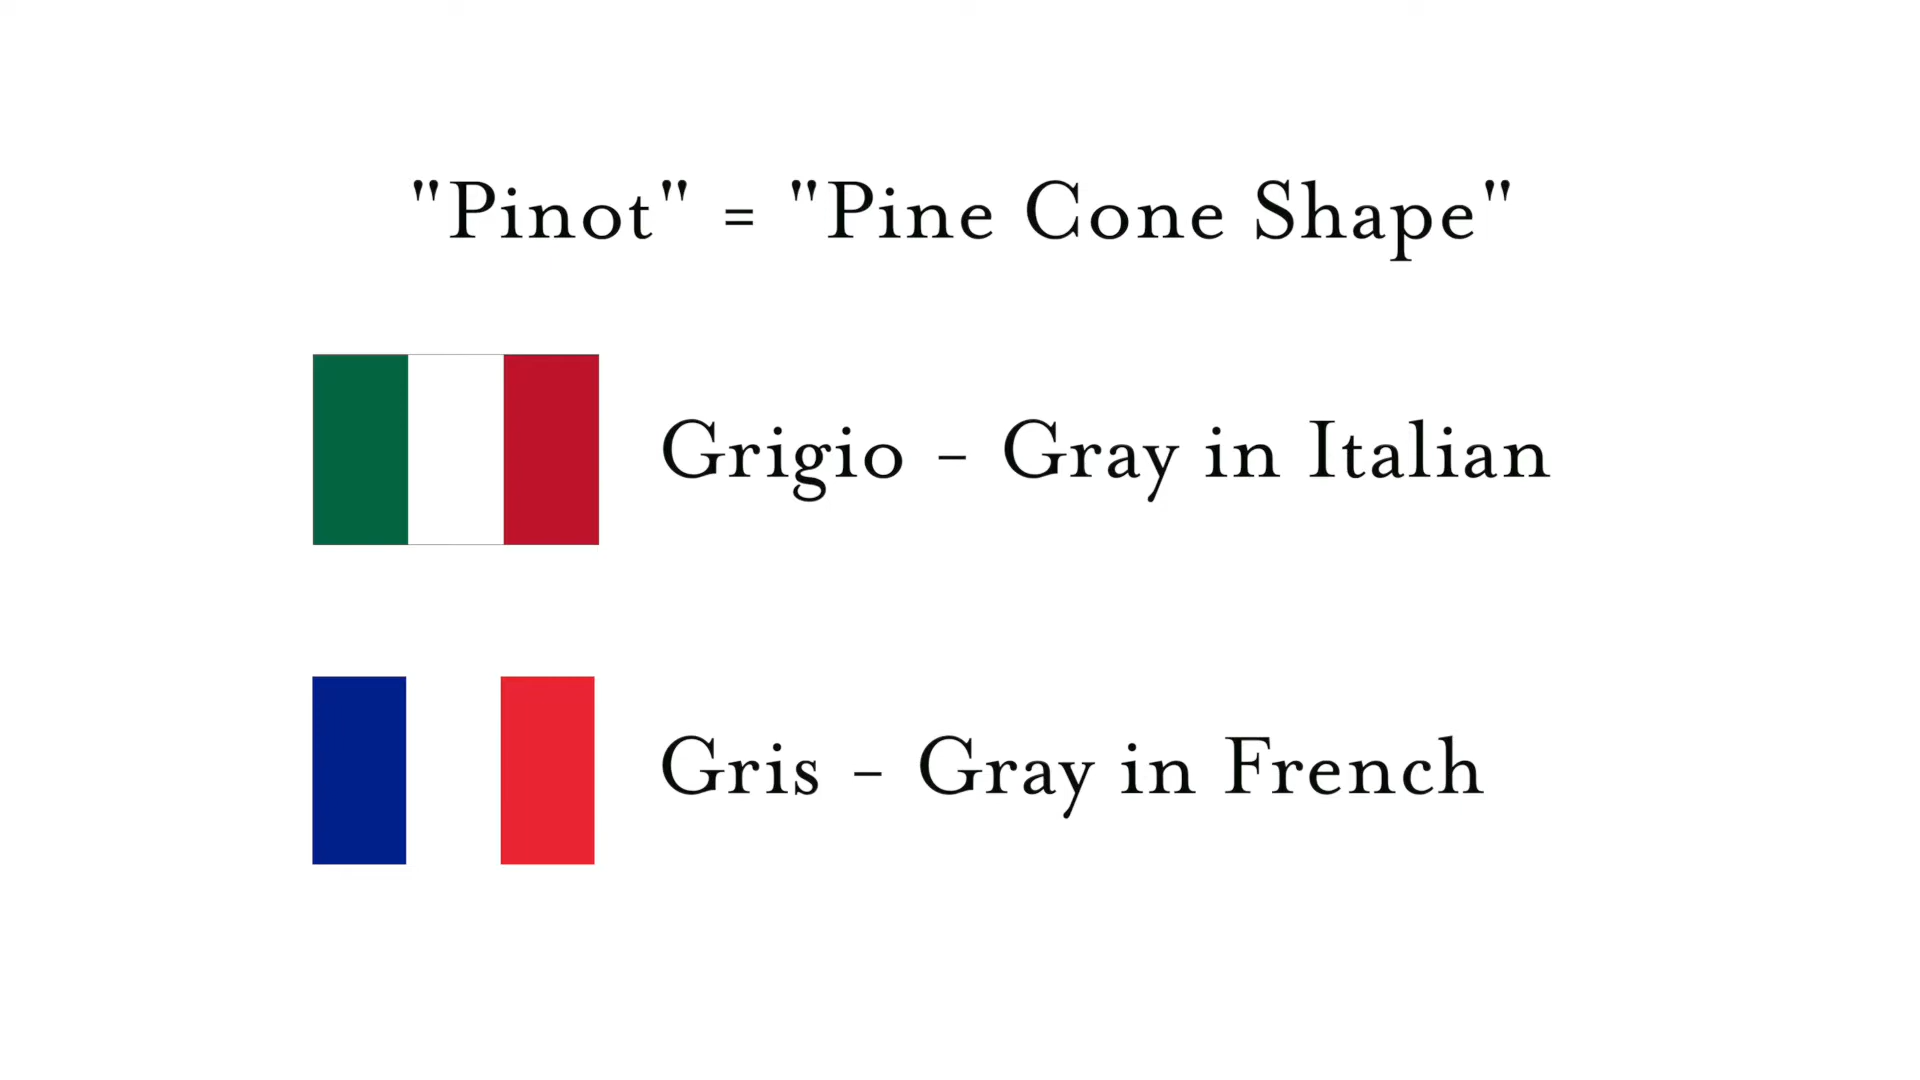 "Pinot" = "Pine Cone Shape"
Grigio - Gray in Italian
Gris - Gray in French